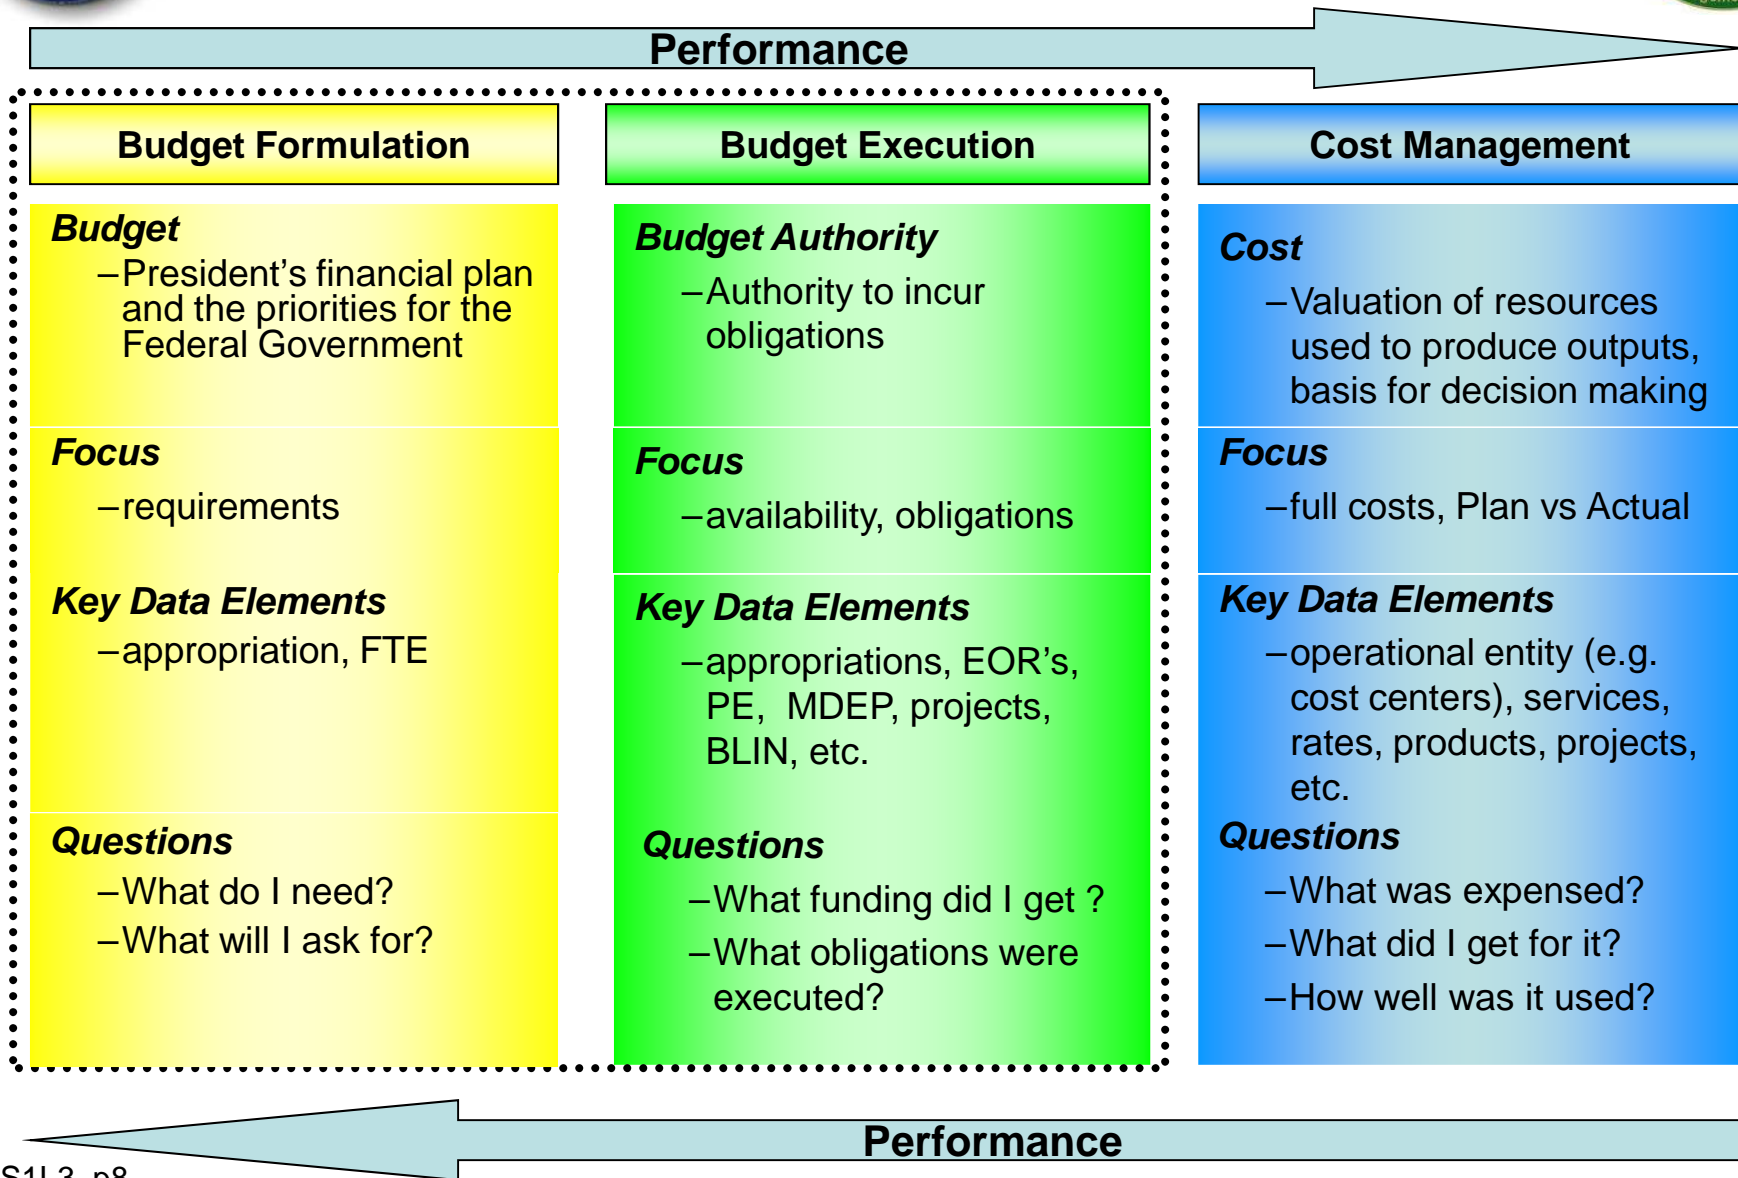 Performance
Budget Formulation
Budget
–President’s financial plan
and the priorities for the
Federal Government
Focus
–requirements
Key Data Elements
–appropriation, FTE
Questions
–What do I need?
–What will I ask for?
Budget Execution
Budget Authority
–Authority to incur
obligations
Focus
–availability, obligations
Key Data Elements
–appropriations, EOR's,
PE, MDEP, projects,
BLIN, etc.
Questions
–What funding did I get ?
–What obligations were
executed?
Cost Management
Cost
–Valuation of resources
used to produce outputs,
basis for decision making
Focus
–full costs, Plan vs Actual
Key Data Elements
–operational entity (e.g.
cost centers), services,
rates, products, projects,
etc.
Questions
–What was expensed?
–What did I get for it?
–How well was it used?
Performance